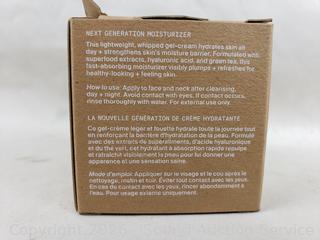 NEXT GENERATION MOISTURIZER
This lightweight, whipped gel-cream hydrates skin all
day + strengthens skin's moisture barrier. Formulated with
superfood extracts, hyaluronic acid, and green tea, this
fast-absorbing moisturizer visibly plumps + refreshes for
healthy-looking + feeling skin.
How to use: Apply to face and neck after cleansing,
day + night. Avoid contact with eyes. If contact occurs,
rinse thoroughly with water. For external use only.
LA NOUVELLE GÉNÉRATION DE CRÈME HYDRATANTE
Ce gel-crème léger et fouetté hydrate toute la journée tout
en renforçant la barrière d'hydratation de la peau. Formulé
avec des extraits de superaliments, d'acide hyaluronique
et du thé vert, cet hydratant à absorption rapide repulpe
et rafraîchit visiblement la peau pour lui donner une
apparence et une sensation saines.
Mode d'emploi: Appliquer sur le visage et le cou après le
nettoyage, matin et soir. Éviter tout contact avec les yeux.
En cas de contact avec les yeux, rincer abondamment à
l'eau. Pour usage externe uniquement.